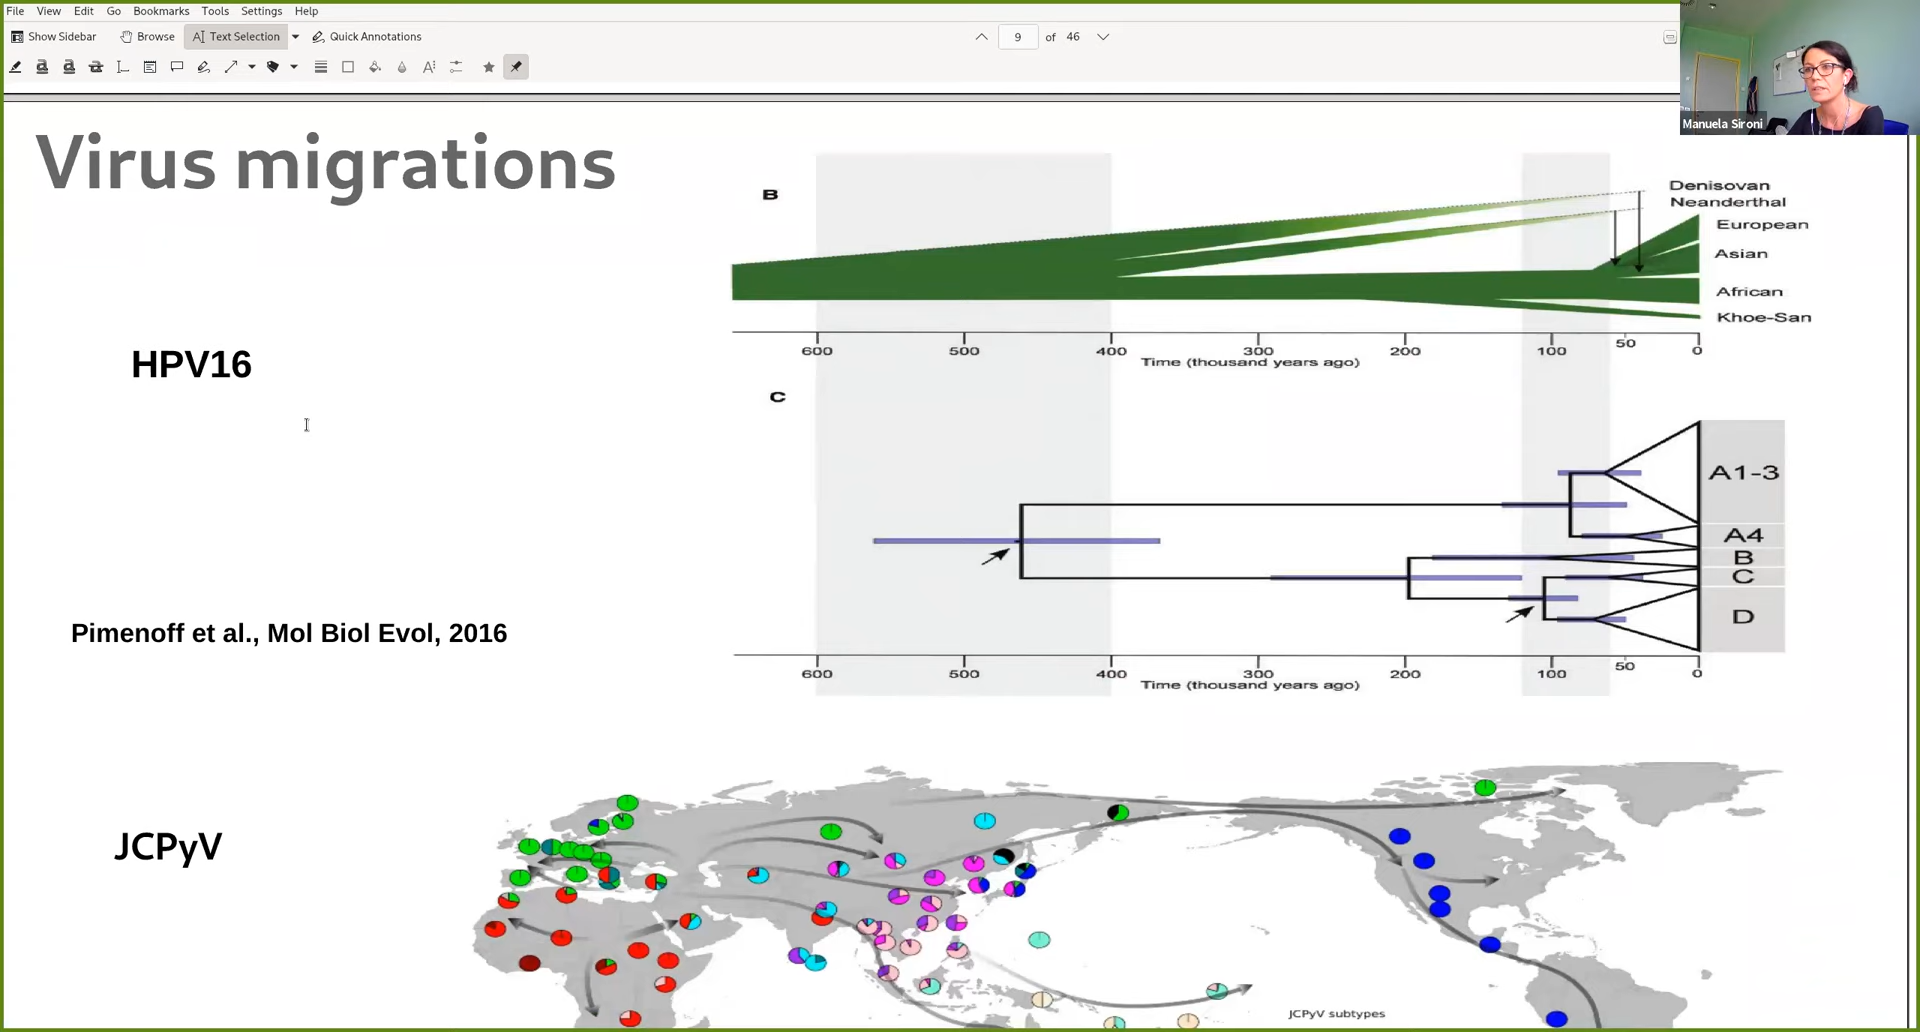 File View Edit Go Bookmarks Tools Settings Help
Show Sidebar Browse Text Selection Quick Annotations 9 of 46
Manuela Sironi
Virus migrations
B
Denisovan
Neanderthal
European
Asian
African
Khoe-San
600 500 400 300 200 100 50 0
Time (thousand years ago)
HPV16
C
A1-3
A4
B
C
D
Pimenoff et al., Mol Biol Evol, 2016
600 500 400 300 200 100 50 0
Time (thousand years ago)
JCPyV
JCPyV subtypes